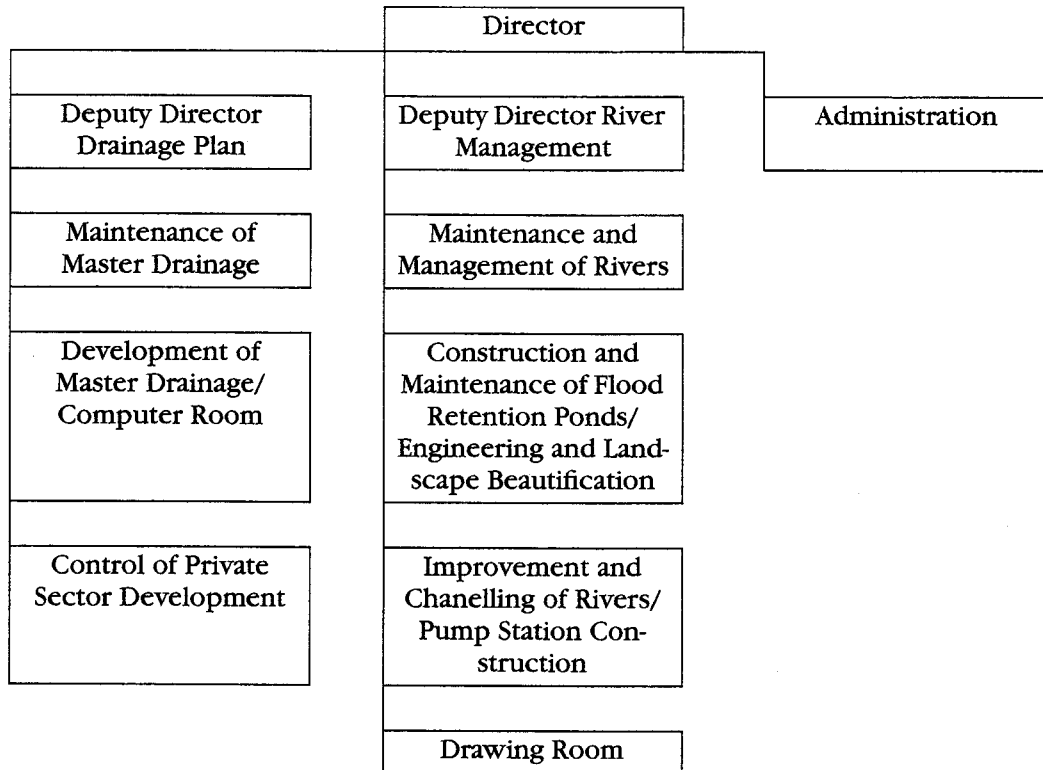 Director
Deputy Director
Drainage Plan
Deputy Director River
Management
Administration
Maintenance of
Master Drainage
Maintenance and
Management of Rivers
Development of
Master Drainage/
Computer Room
Construction and
Maintenance of Flood
Retention Ponds/
Engineering and Land-
scape Beautification
Control of Private
Sector Development
Improvement and
Chanelling of Rivers/
Pump Station Con-
struction
Drawing Room